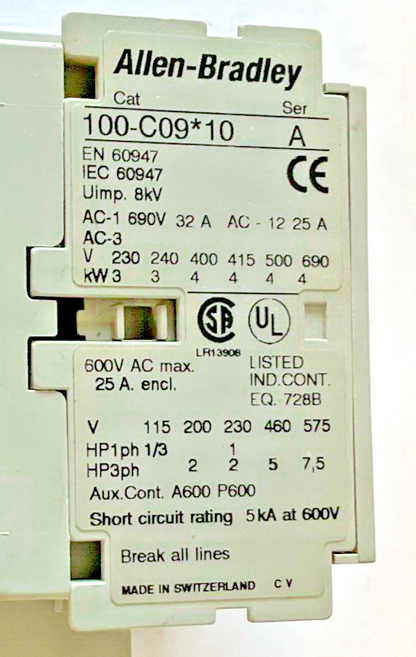 Allen-Bradley
Cat Ser
100-C09*10 A
EN 60947
IEC 60947
Uimp. 8kV
CE
AC-1 690V 32 A AC - 12 25 A
AC-3
V 230 240 400 415 500 690
kW 3 3 4 4 4 4
SA UL
LR13908
600V AC max. LISTED
25 A. encl. IND.CONT.
EQ. 728B
V 115 200 230 460 575
HP1ph 1/3 1
HP3ph 2 2 5 7,5
Aux.Cont. A600 P600
Short circuit rating 5kA at 600V
Break all lines
MADE IN SWITZERLAND C V